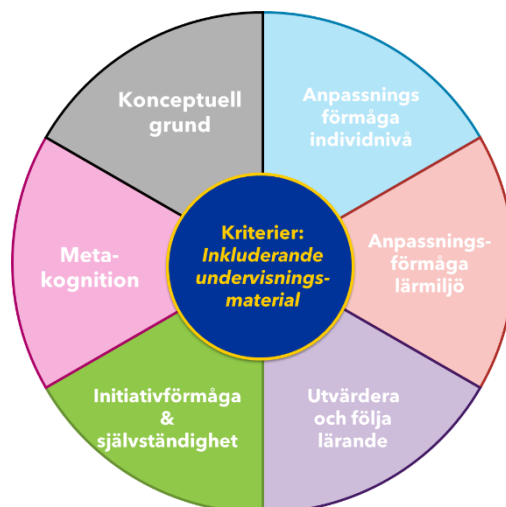 Konceptuell
grund
Anpassnings
förmåga
individnivå
Meta-
kognition
Kriterier:
Inkluderande
undervisnings-
material
Anpassnings-
förmåga
lärmiljö
Initiativförmåga
&
självständighet
Utvärdera
och följa
lärande